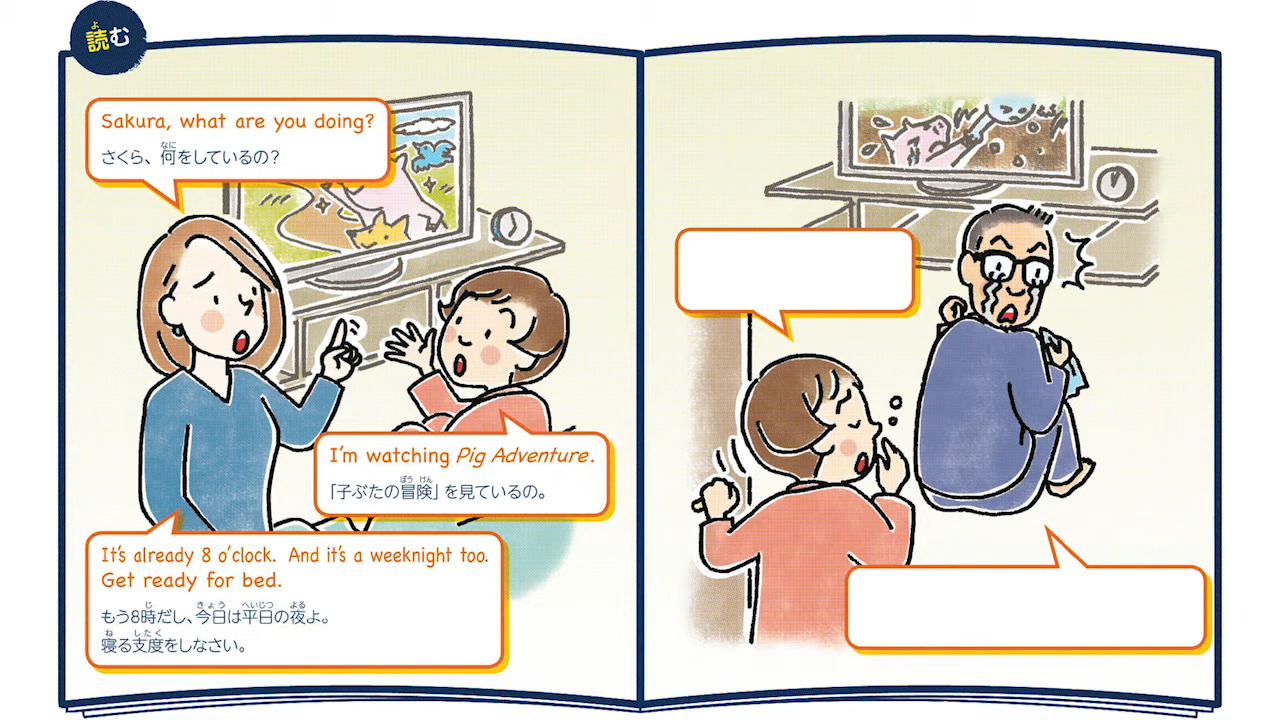 読む
Sakura, what are you doing?
さくら、何をしているの？
I'm watching Pig Adventure.
「子ぶたの冒険」を見ているの。
It's already 8 o'clock. And it's a weeknight too.
Get ready for bed.
もう8時だし、今日は平日の夜よ。
寝る支度をしなさい。